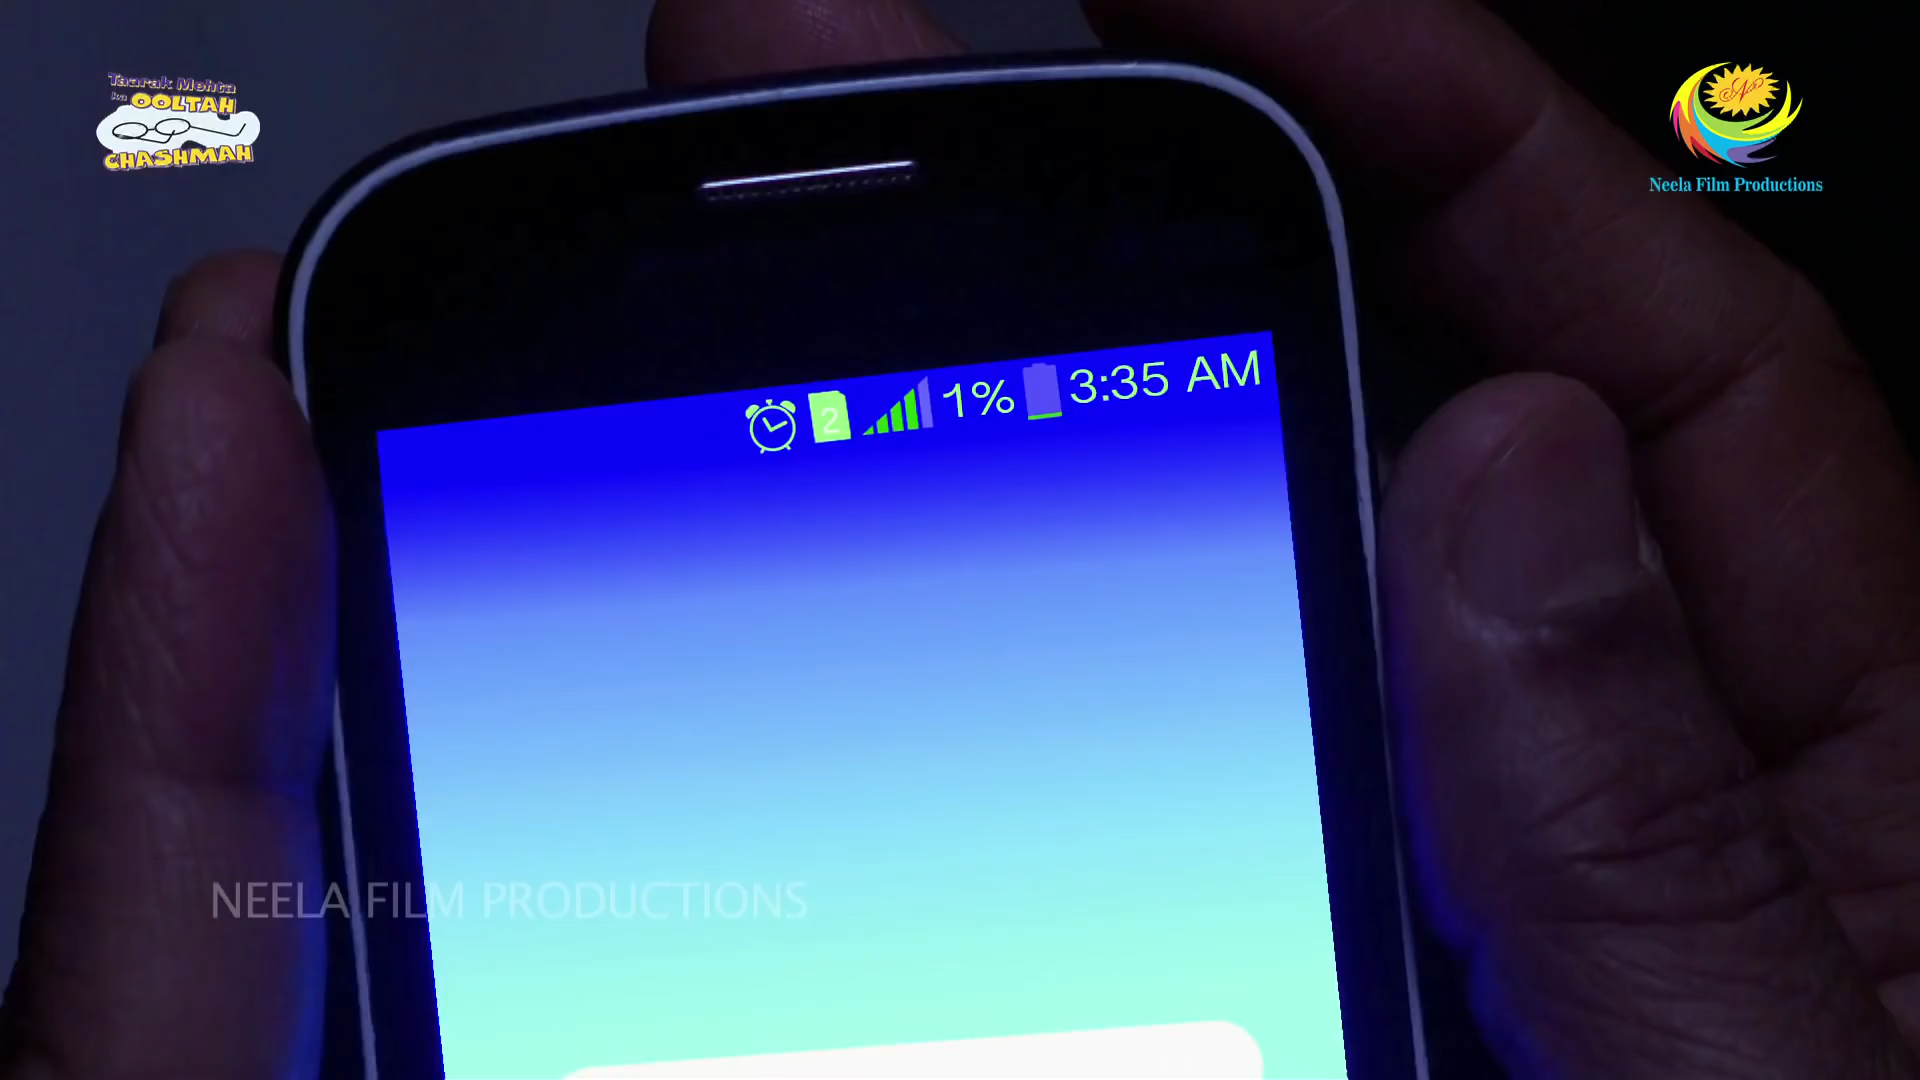 Taarak Mehta
ka OOLTAH
CHASHMAH
Neela Film Productions
2 1% 3:35 AM
NEELA FILM PRODUCTIONS